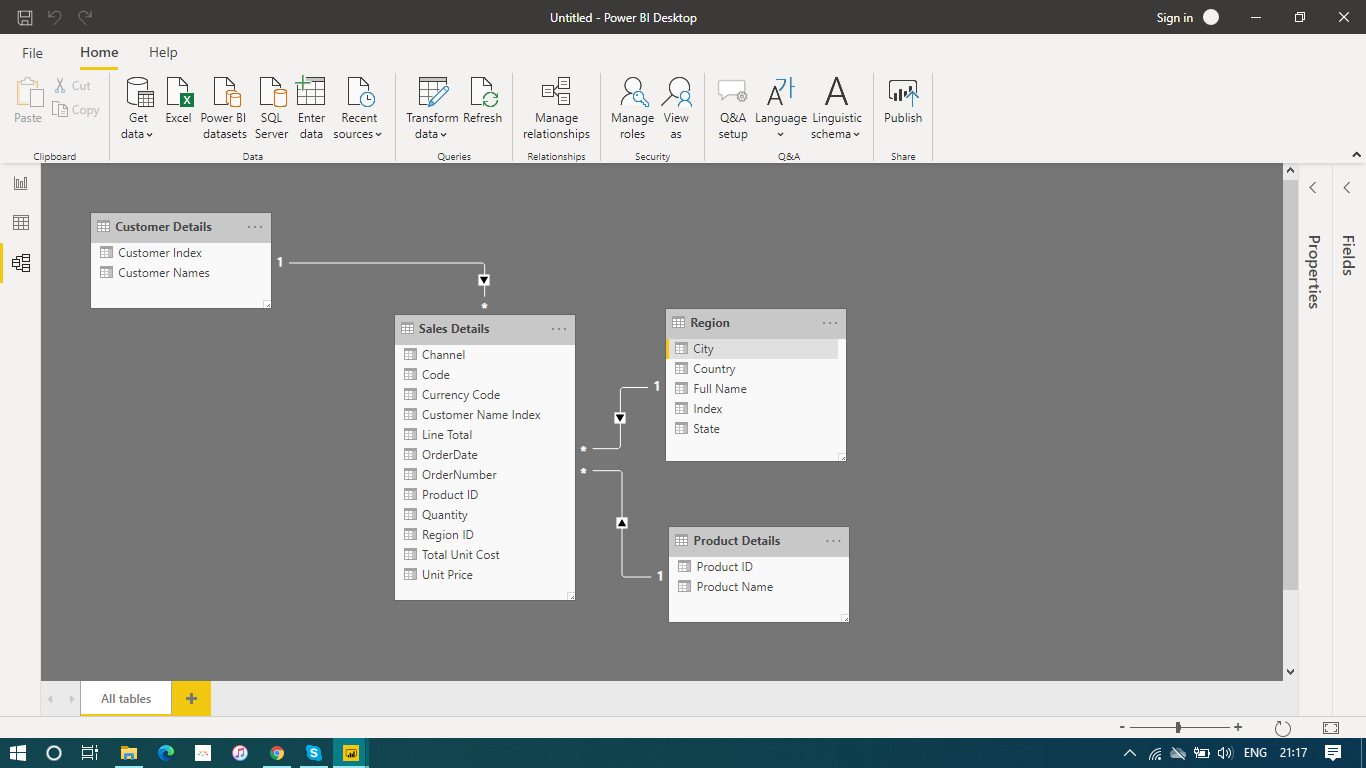 Untitled - Power BI Desktop
Sign in
File Home Help
Paste
Cut
Copy
Clipboard
Get data
Excel
Power BI datasets
SQL Server
Enter data
Recent sources
Data
Transform data
Refresh
Queries
Manage relationships
Relationships
Manage roles
View as
Security
Q&A setup
Language
Linguistic schema
Q&A
Publish
Share
Customer Details
Customer Index
Customer Names
1
*
Sales Details
Channel
Code
Currency Code
Customer Name Index
Line Total
OrderDate
OrderNumber
Product ID
Quantity
Region ID
Total Unit Cost
Unit Price
Region
City
Country
Full Name
Index
State
1
*
*
Product Details
Product ID
Product Name
1
Properties
Fields
All tables
+
- +
ENG 21:17